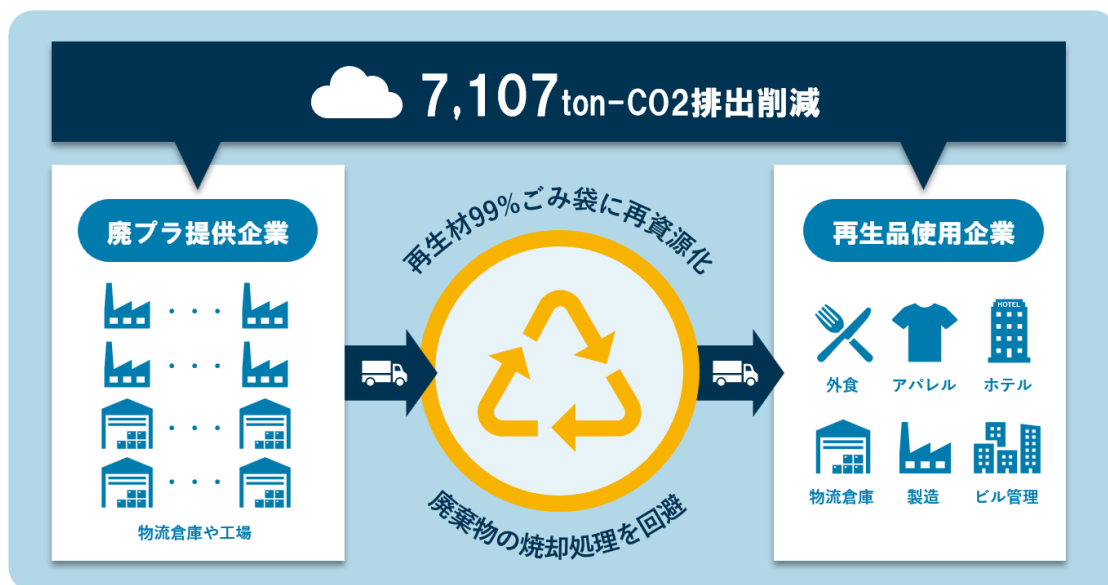 7,107ton-CO2排出削減
廃プラ提供企業
・・・
・・・
・・・
・・・
物流倉庫や工場
再生材99%ごみ袋に再資源化
廃棄物の焼却処理を回避
再生品使用企業
HOTEL
外食 アパレル ホテル
物流倉庫 製造 ビル管理